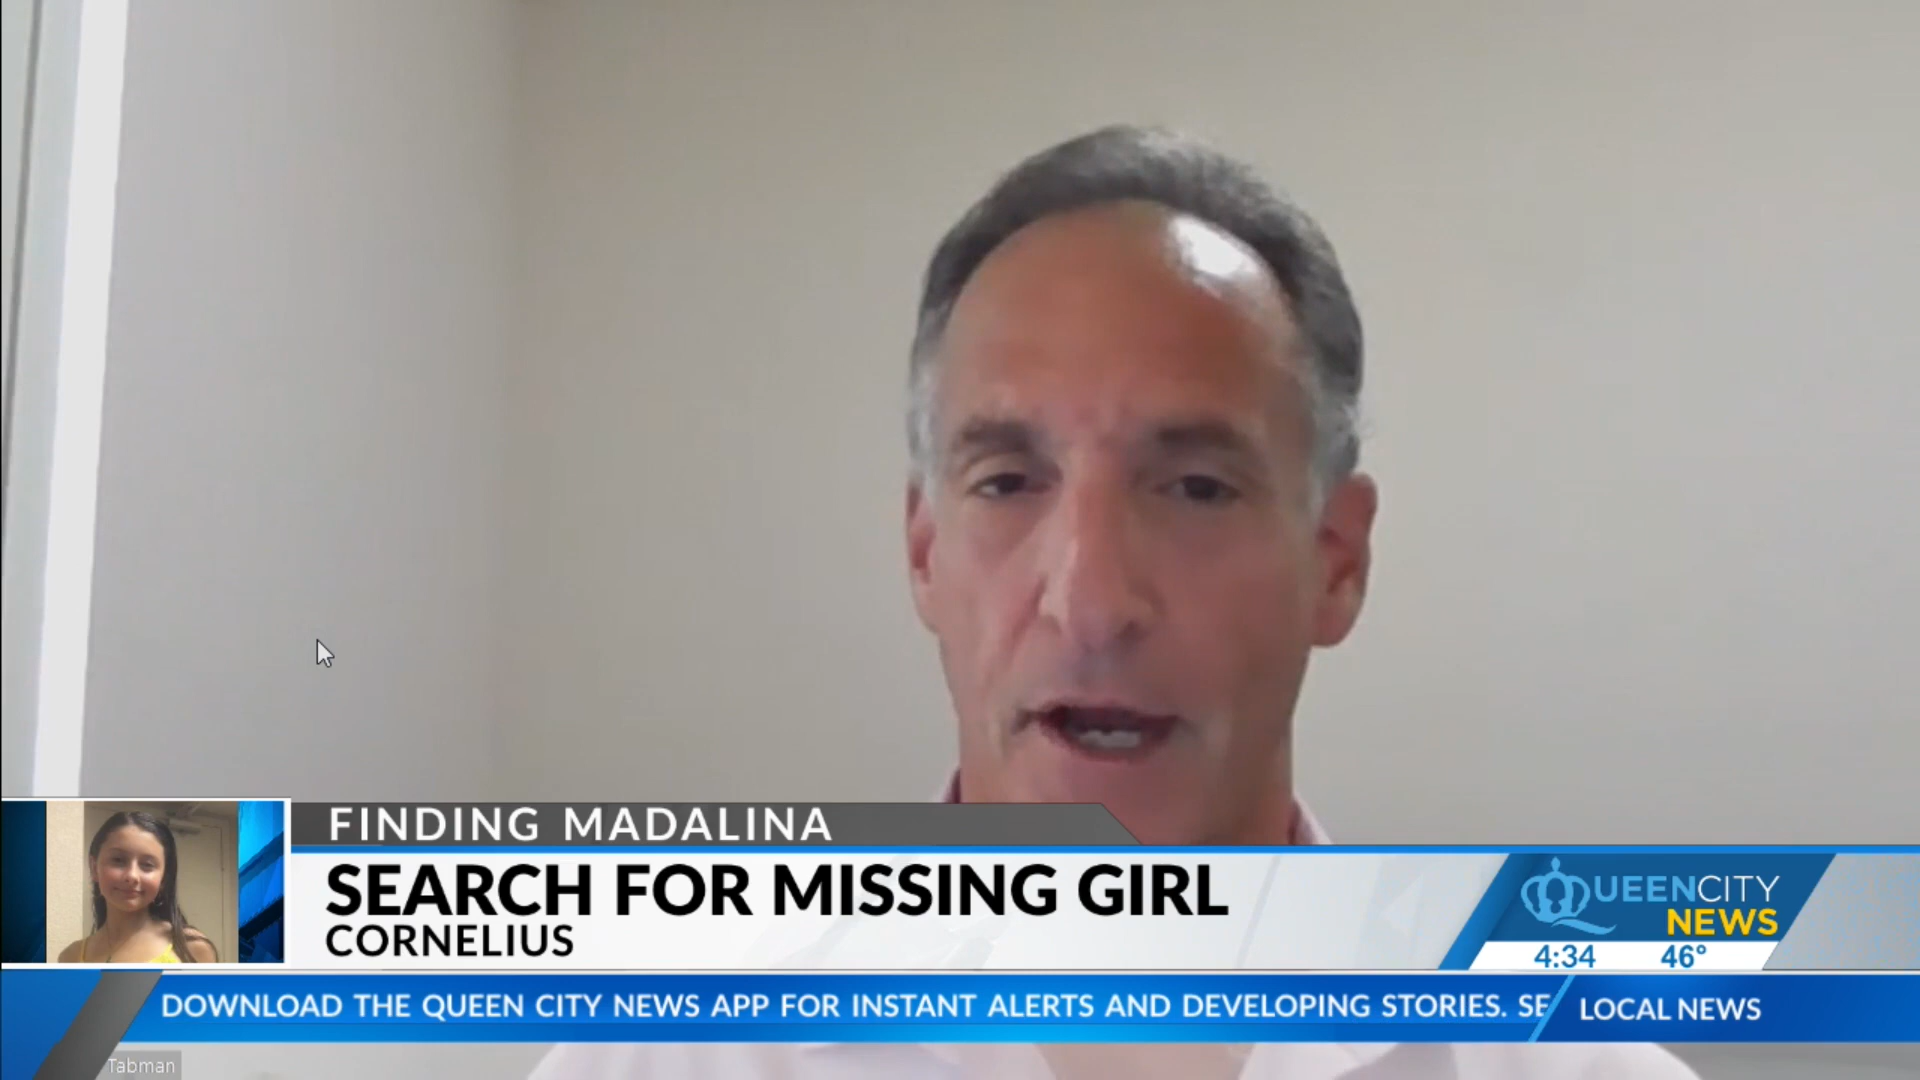 FINDING MADALINA
SEARCH FOR MISSING GIRL
CORNELIUS
QUEENCITY
NEWS
4:34 46°
DOWNLOAD THE QUEEN CITY NEWS APP FOR INSTANT ALERTS AND DEVELOPING STORIES. SE
LOCAL NEWS
Tabman